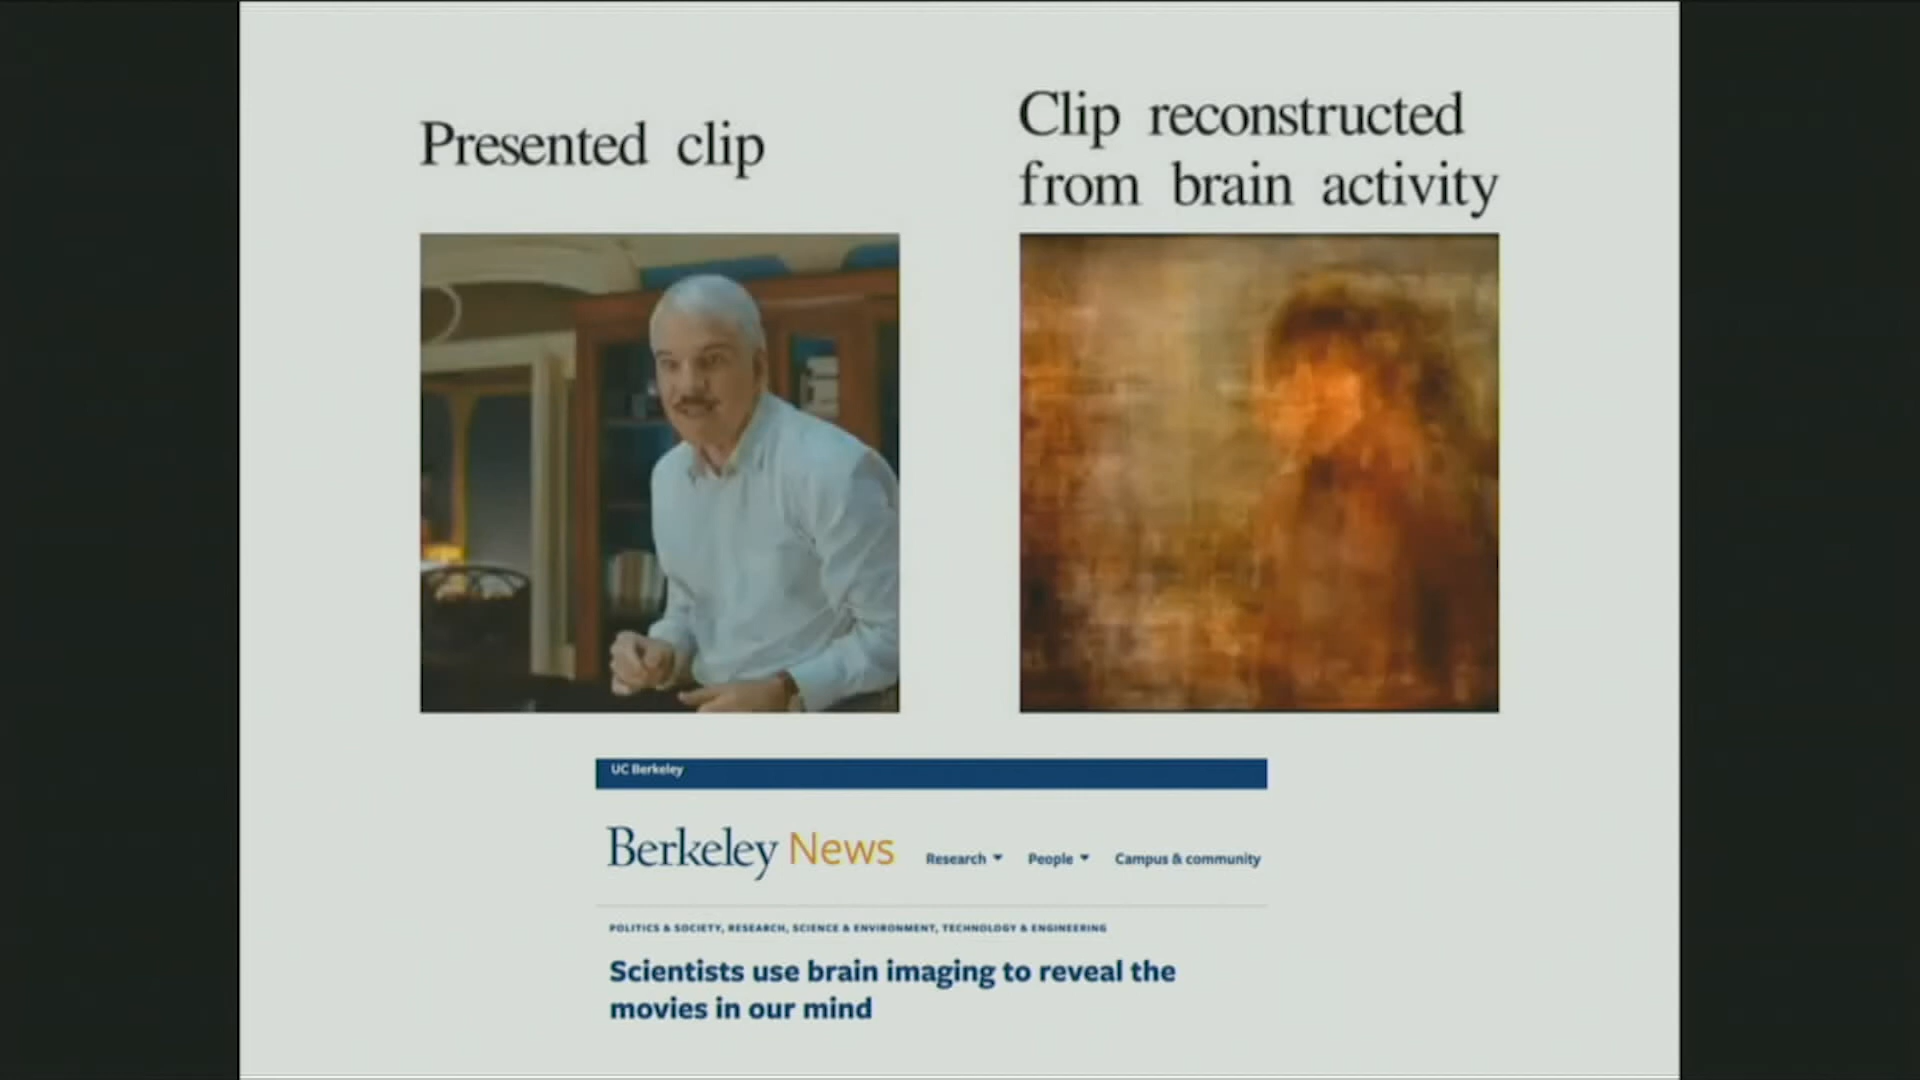 Presented clip
Clip reconstructed
from brain activity
UC Berkeley
Berkeley News
Research
People
Campus & community
POLITICS & SOCIETY, RESEARCH, SCIENCE & ENVIRONMENT, TECHNOLOGY & ENGINEERING
Scientists use brain imaging to reveal the
movies in our mind